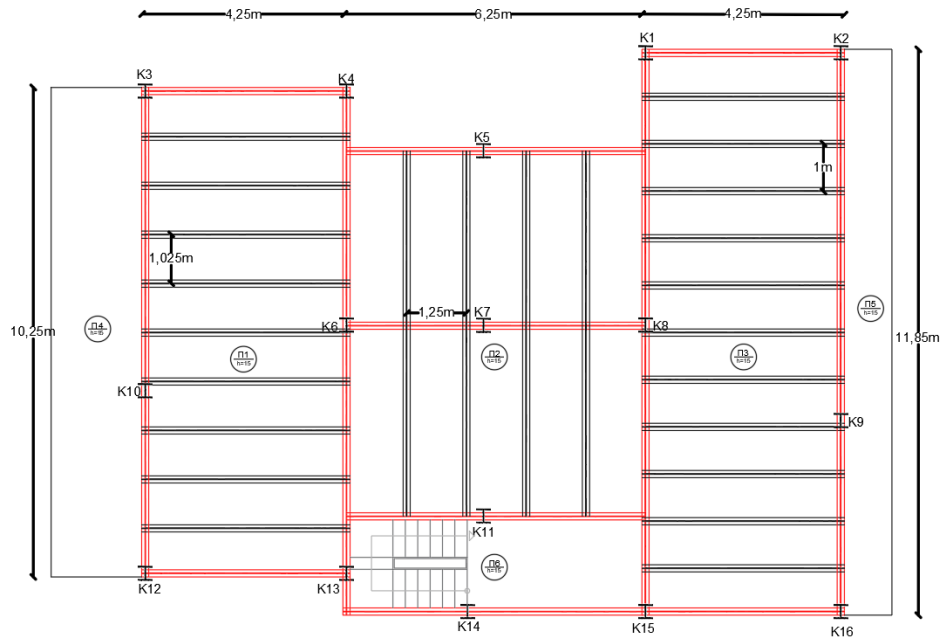 4,25m
6,25m
4,25m
K1
K2
K3
K4
K5
1m
1,025m
K6
1,25m
K7
K8
10,25m
П4
h=15
П1
h=15
П2
h=15
П3
h=15
П5
h=15
11,85m
K10
K9
K11
П6
h=15
K12
K13
K14
K15
K16